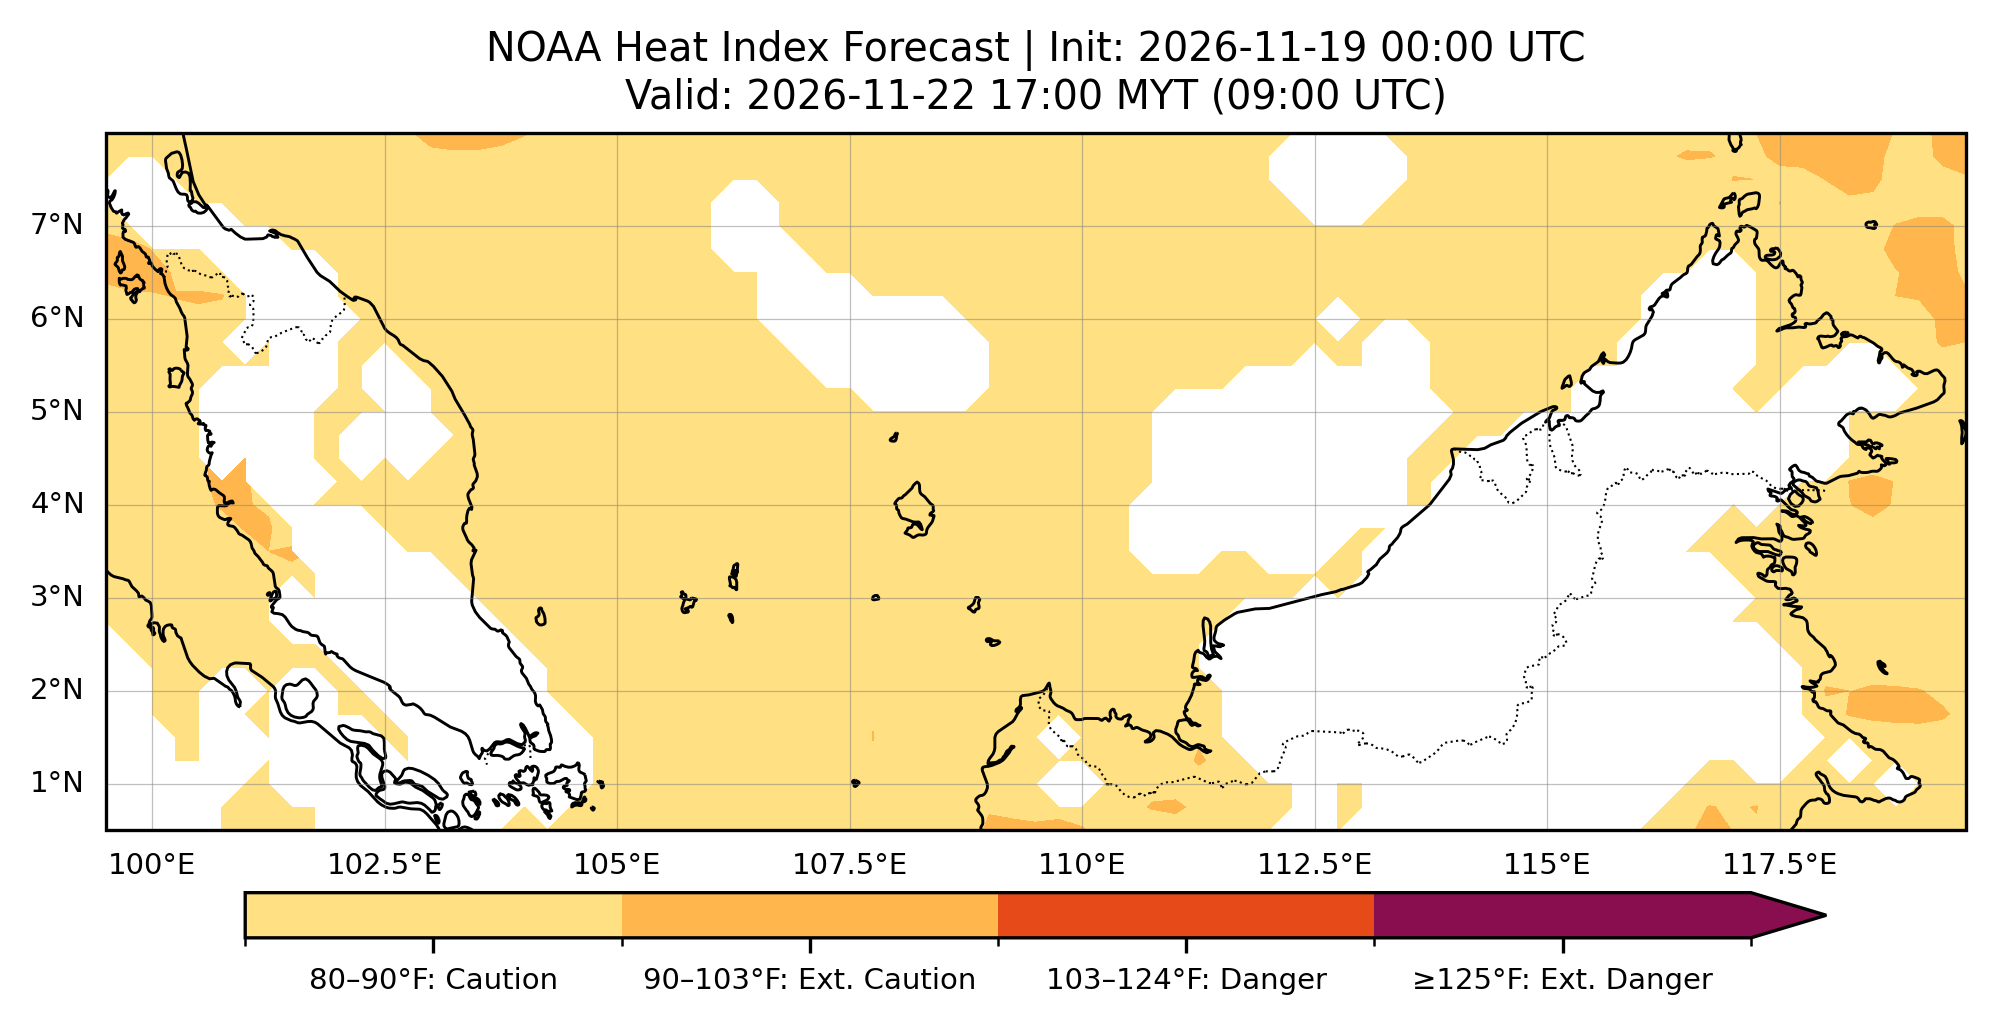 NOAA Heat Index Forecast | Init: 2026-11-19 00:00 UTC
Valid: 2026-11-22 17:00 MYT (09:00 UTC)
7°N
6°N
5°N
4°N
3°N
2°N
1°N
100°E 102.5°E 105°E 107.5°E 110°E 112.5°E 115°E 117.5°E
80–90°F: Caution 90–103°F: Ext. Caution 103–124°F: Danger ≥125°F: Ext. Danger